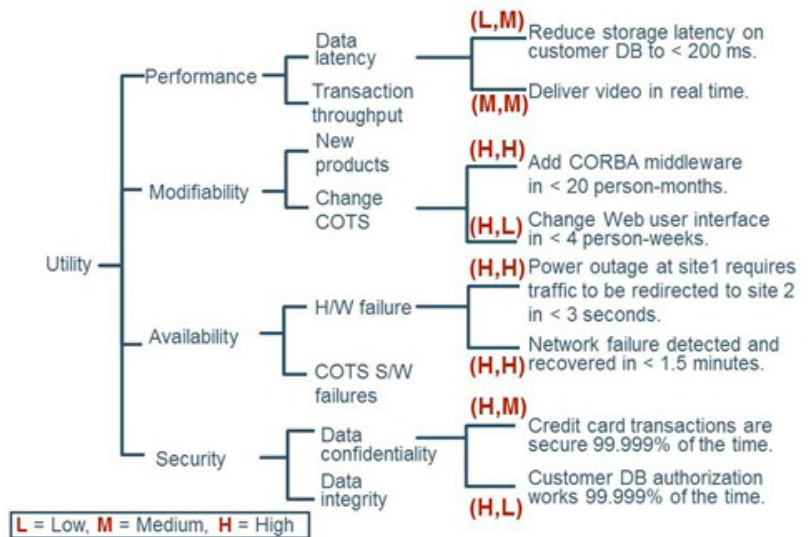 (L,M)
Reduce storage latency on
customer DB to < 200 ms.
Data
latency
Performance
Deliver video in real time.
(M,M)
Transaction
throughput
New
products
(H,H)
Add CORBA middleware
in < 20 person-months.
Modifiability
Change
COTS
(H,L)
Change Web user interface
in < 4 person-weeks.
Utility
(H,H)
Power outage at site1 requires
traffic to be redirected to site 2
in < 3 seconds.
H/W failure
Availability
Network failure detected and
recovered in < 1.5 minutes.
(H,H)
COTS S/W
failures
(H,M)
Credit card transactions are
secure 99.999% of the time.
Data
confidentiality
Security
Data
integrity
Customer DB authorization
works 99.999% of the time.
(H,L)
L = Low, M = Medium, H = High